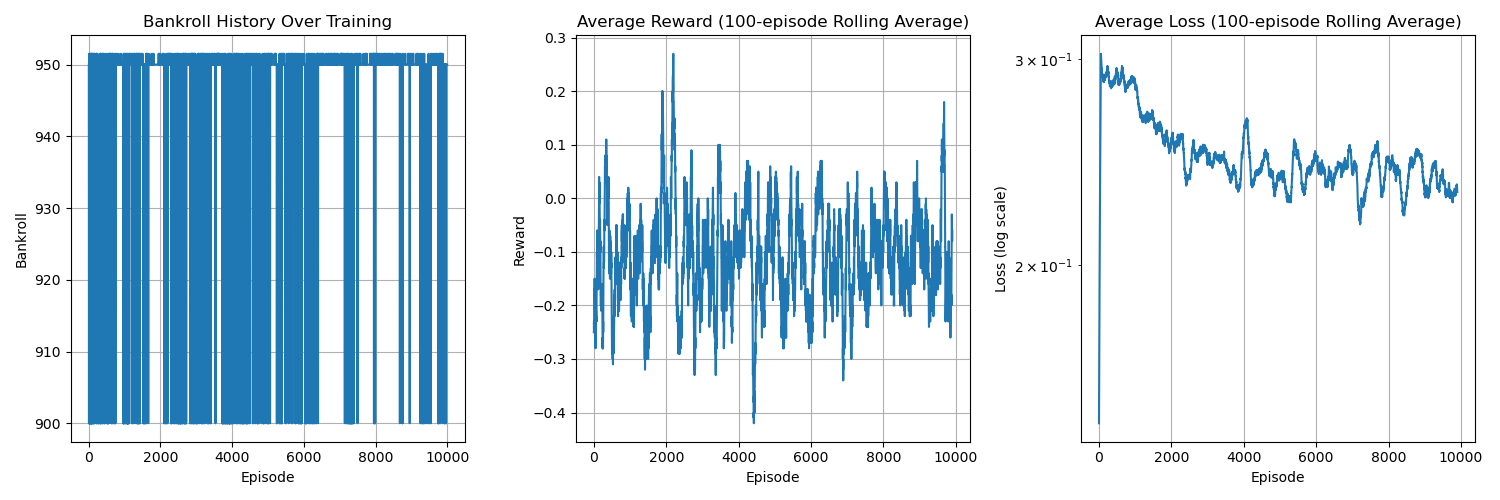 Bankroll History Over Training
950
940
930
920
910
900
Bankroll
0 2000 4000 6000 8000 10000
Episode
Average Reward (100-episode Rolling Average)
0.3
0.2
0.1
0.0
−0.1
−0.2
−0.3
−0.4
Reward
0 2000 4000 6000 8000 10000
Episode
Average Loss (100-episode Rolling Average)
3 × 10⁻¹
2 × 10⁻¹
Loss (log scale)
0 2000 4000 6000 8000 10000
Episode